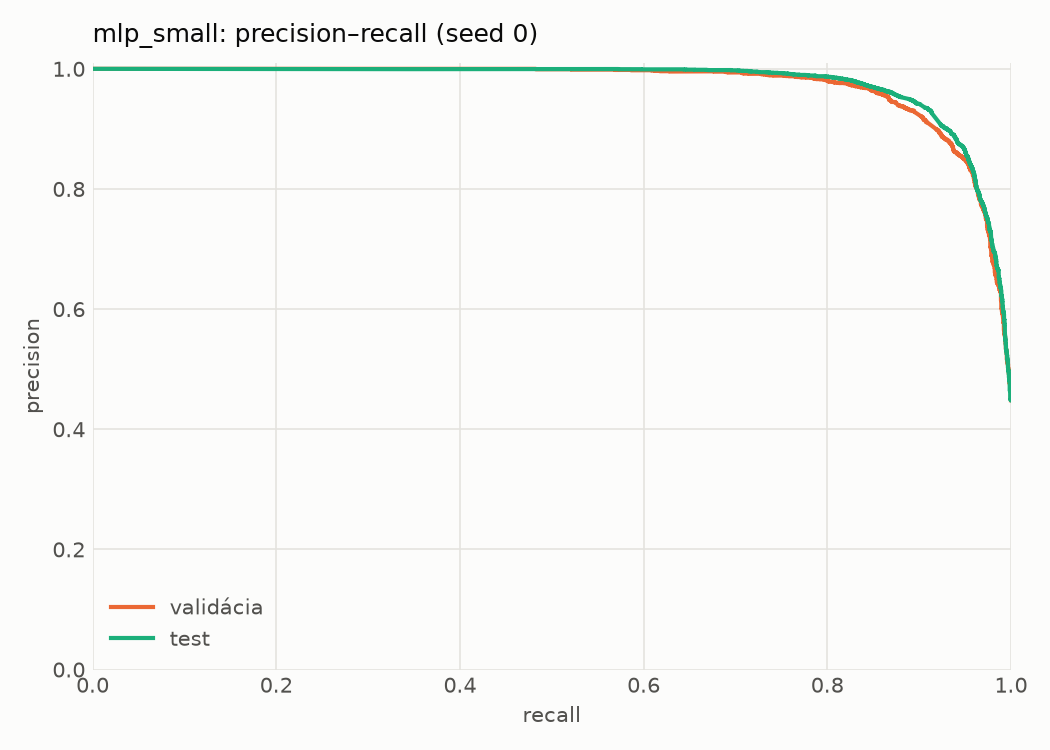 mlp_small: precision–recall (seed 0)
precision
1.0
0.8
0.6
0.4
0.2
0.0
validácia
test
0.0 0.2 0.4 0.6 0.8 1.0
recall